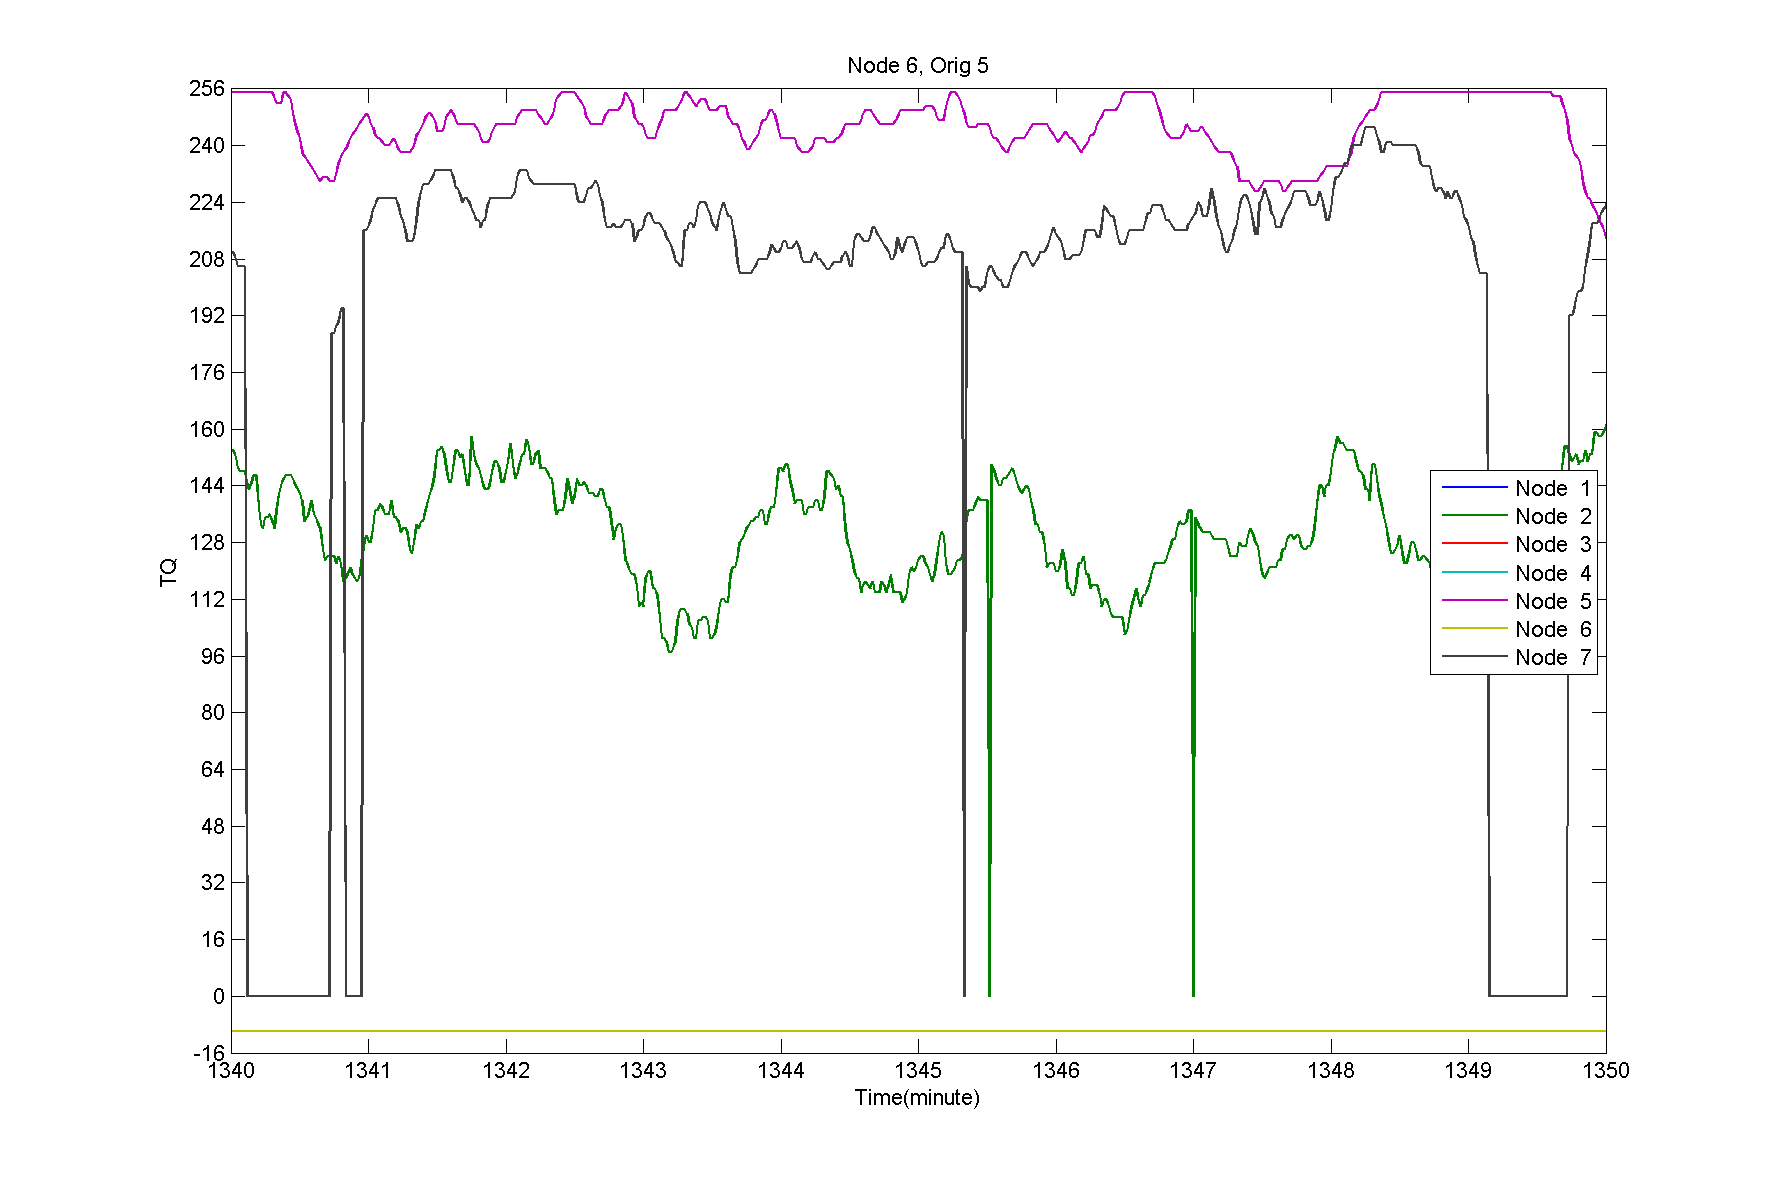 Node 6, Orig 5
256
240
224
208
192
176
160
144
128
112
96
80
64
48
32
16
0
-16
TQ
Node 1
Node 2
Node 3
Node 4
Node 5
Node 6
Node 7
1340 1341 1342 1343 1344 1345 1346 1347 1348 1349 1350
Time(minute)